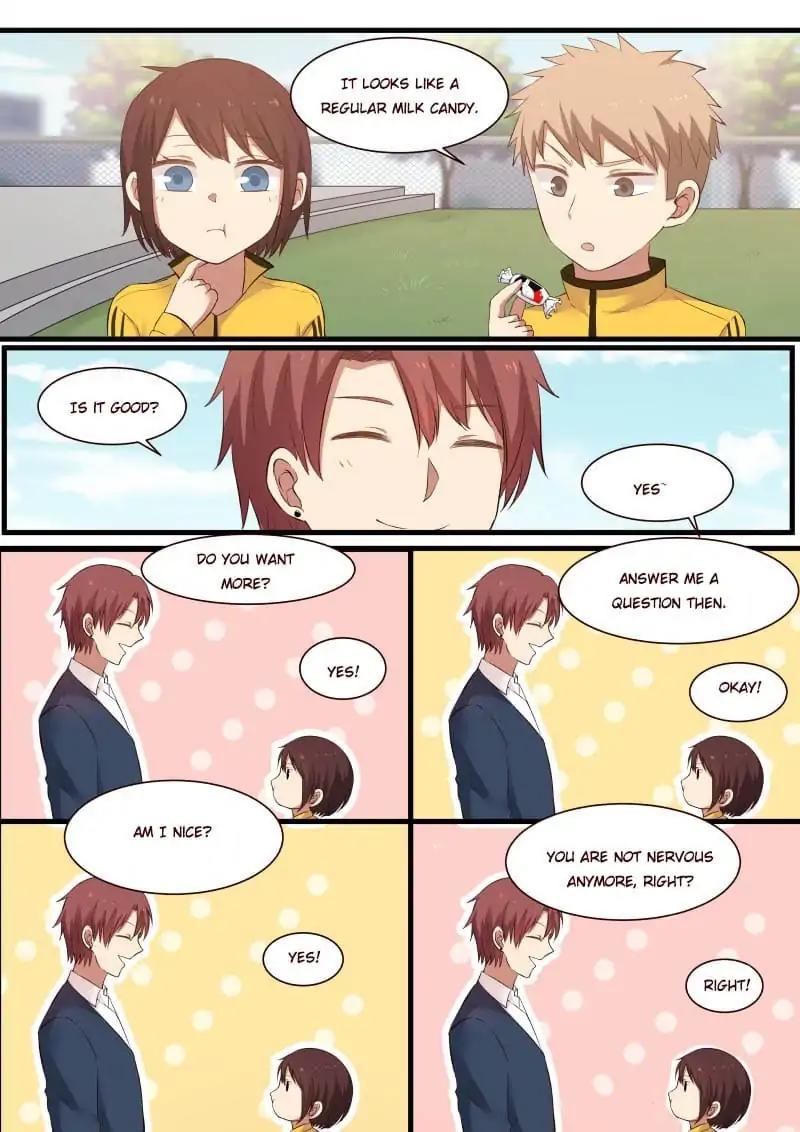 IT LOOKS LIKE A
REGULAR MILK CANDY.
IS IT GOOD?
YES~
DO YOU WANT
MORE?
YES!
ANSWER ME A
QUESTION THEN.
OKAY!
AM I NICE?
YES!
YOU ARE NOT NERVOUS
ANYMORE, RIGHT?
RIGHT!